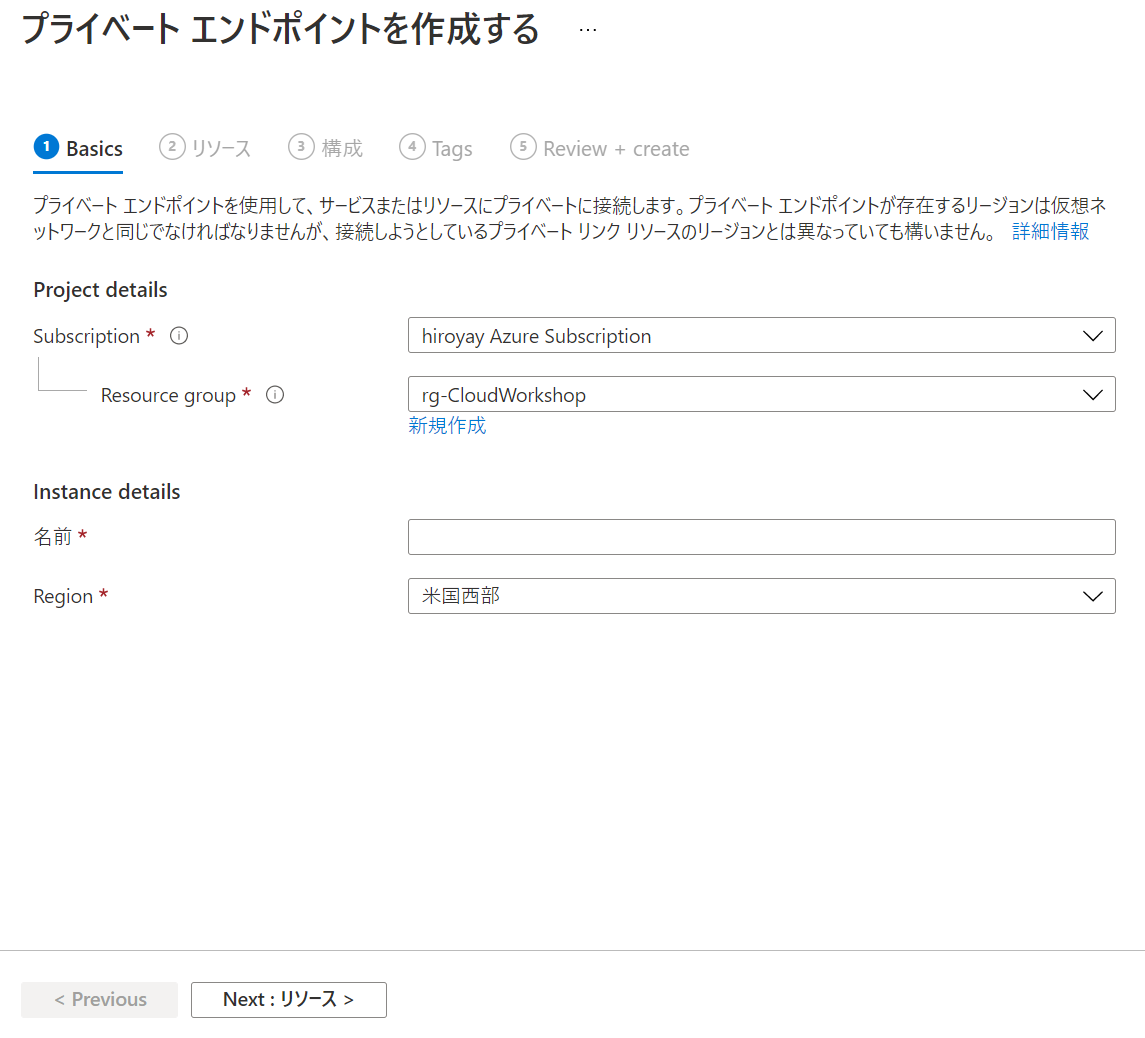 プライベート エンドポイントを作成する …
1 Basics 2 リソース 3 構成 4 Tags 5 Review + create
プライベート エンドポイントを使用して、サービスまたはリソースにプライベートに接続します。プライベート エンドポイントが存在するリージョンは仮想ネ
ットワークと同じでなければなりませんが、接続しようとしているプライベート リンク リソースのリージョンとは異なっていても構いません。 詳細情報
Project details
Subscription * hiroyay Azure Subscription
Resource group * rg-CloudWorkshop
新規作成
Instance details
名前 *
Region * 米国西部
< Previous Next : リソース >